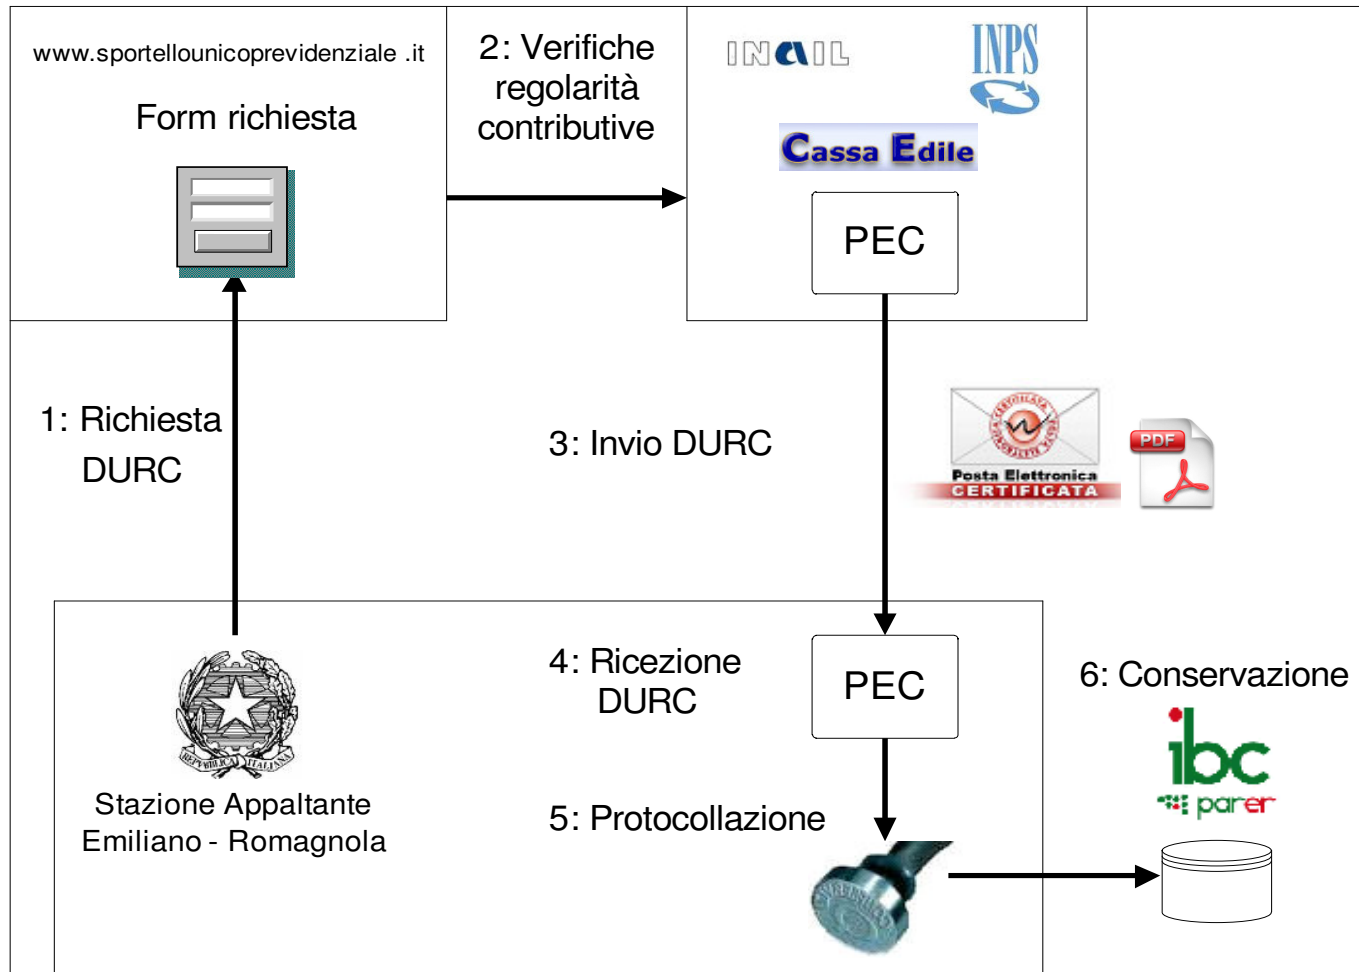 www.sportellounicoprevidenziale .it
Form richiesta
2: Verifiche
regolarità
contributive
INAIL
INPS
Cassa Edile
PEC
1: Richiesta
DURC
3: Invio DURC
Posta Elettronica
CERTIFICATA
PDF
REPVBBLICA ITALIANA
Stazione Appaltante
Emiliano - Romagnola
4: Ricezione
DURC
PEC
5: Protocollazione
6: Conservazione
ibc
parer